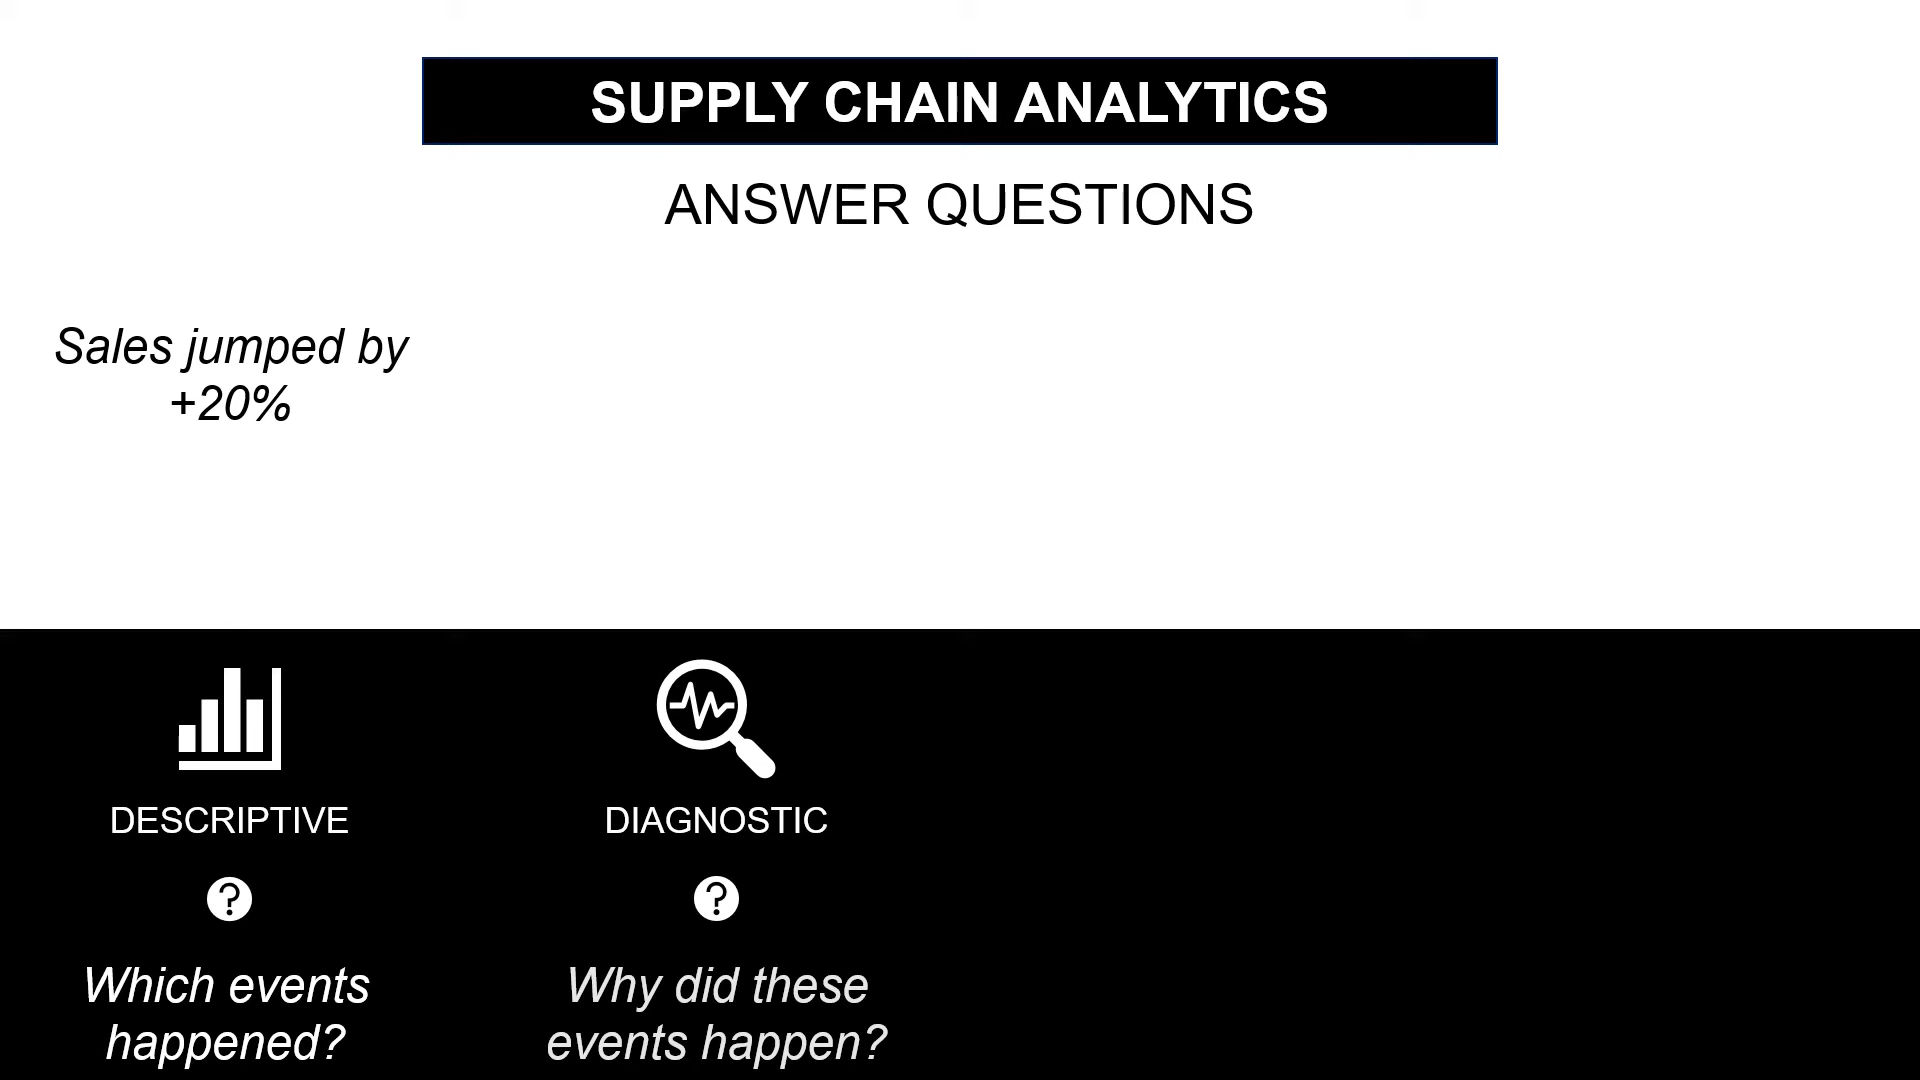 SUPPLY CHAIN ANALYTICS
ANSWER QUESTIONS
Sales jumped by
+20%
DESCRIPTIVE
?
Which events
happened?
DIAGNOSTIC
?
Why did these
events happen?